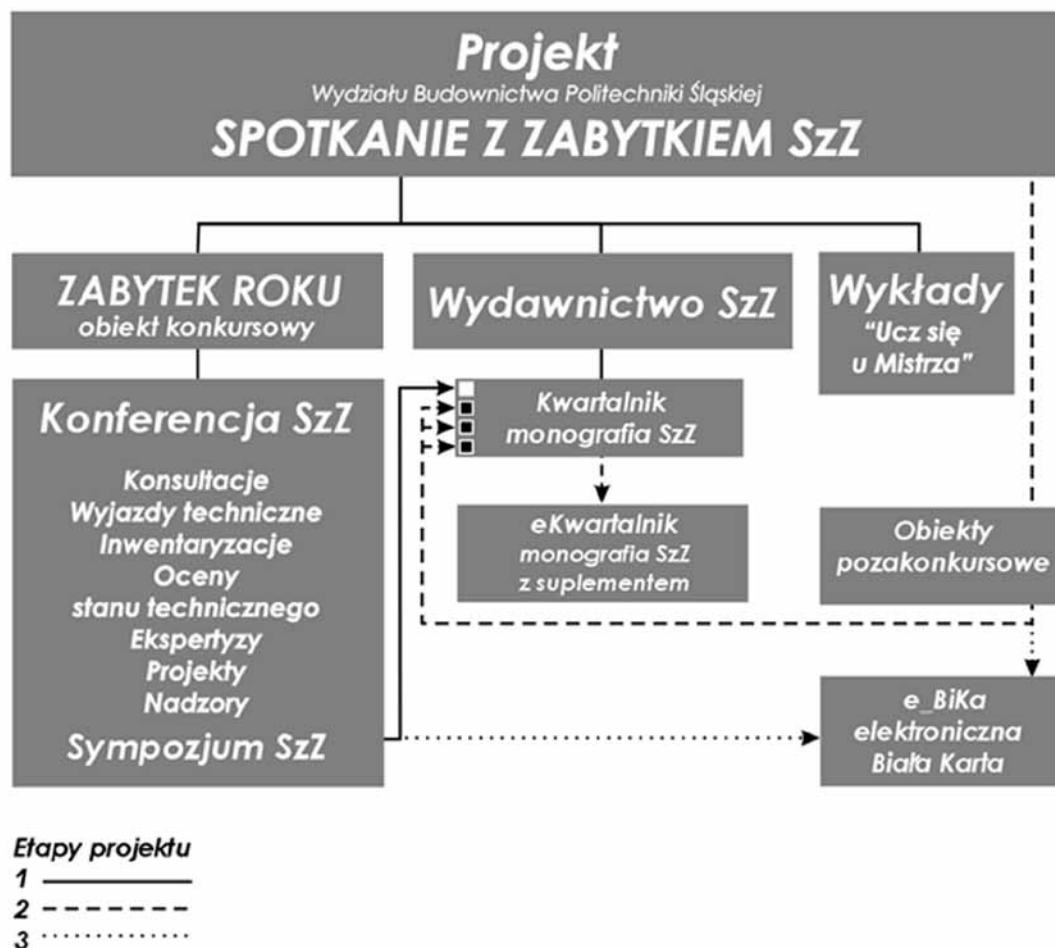 Projekt
Wydziału Budownictwa Politechniki Śląskiej
SPOTKANIE Z ZABYTKIEM SzZ
ZABYTEK ROKU
obiekt konkursowy
Wydawnictwo SzZ
Wykłady
“Ucz się
u Mistrza”
Konferencja SzZ
Konsultacje
Wyjazdy techniczne
Inwentaryzacje
Oceny
stanu technicznego
Ekspertyzy
Projekty
Nadzory
Sympozjum SzZ
Kwartalnik
monografia SzZ
eKwartalnik
monografia SzZ
z suplementem
Obiekty
pozakonkursowe
e_BiKa
elektroniczna
Biała Karta
Etapy projektu
1
2
3